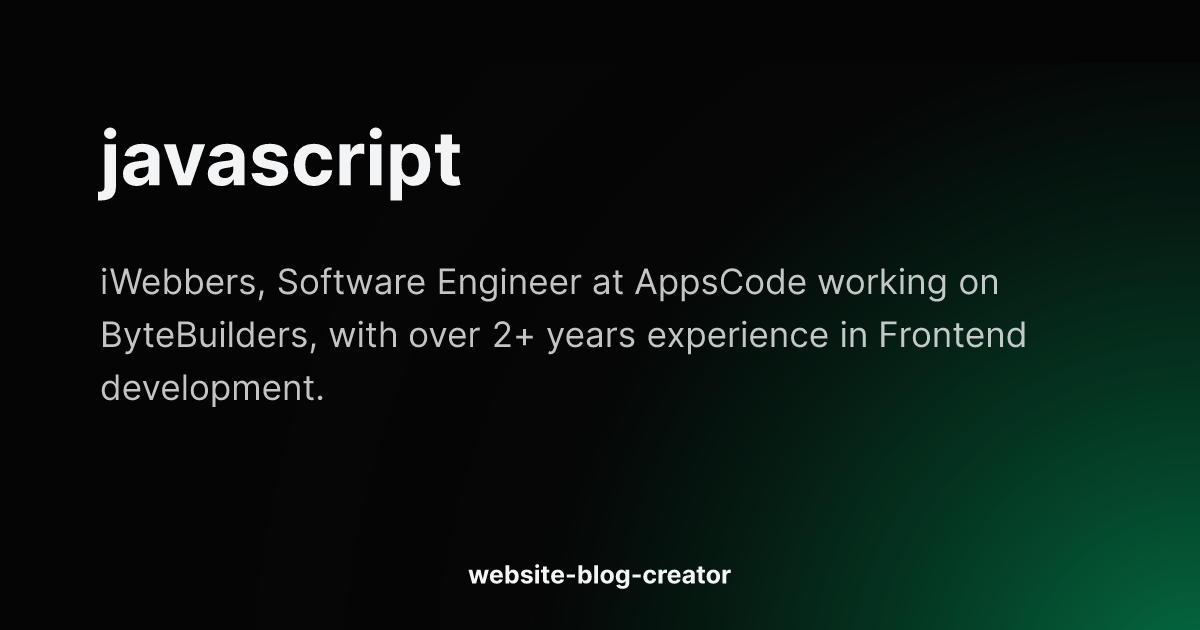 javascript
iWebbers, Software Engineer at AppsCode working on
ByteBuilders, with over 2+ years experience in Frontend
development.
website-blog-creator